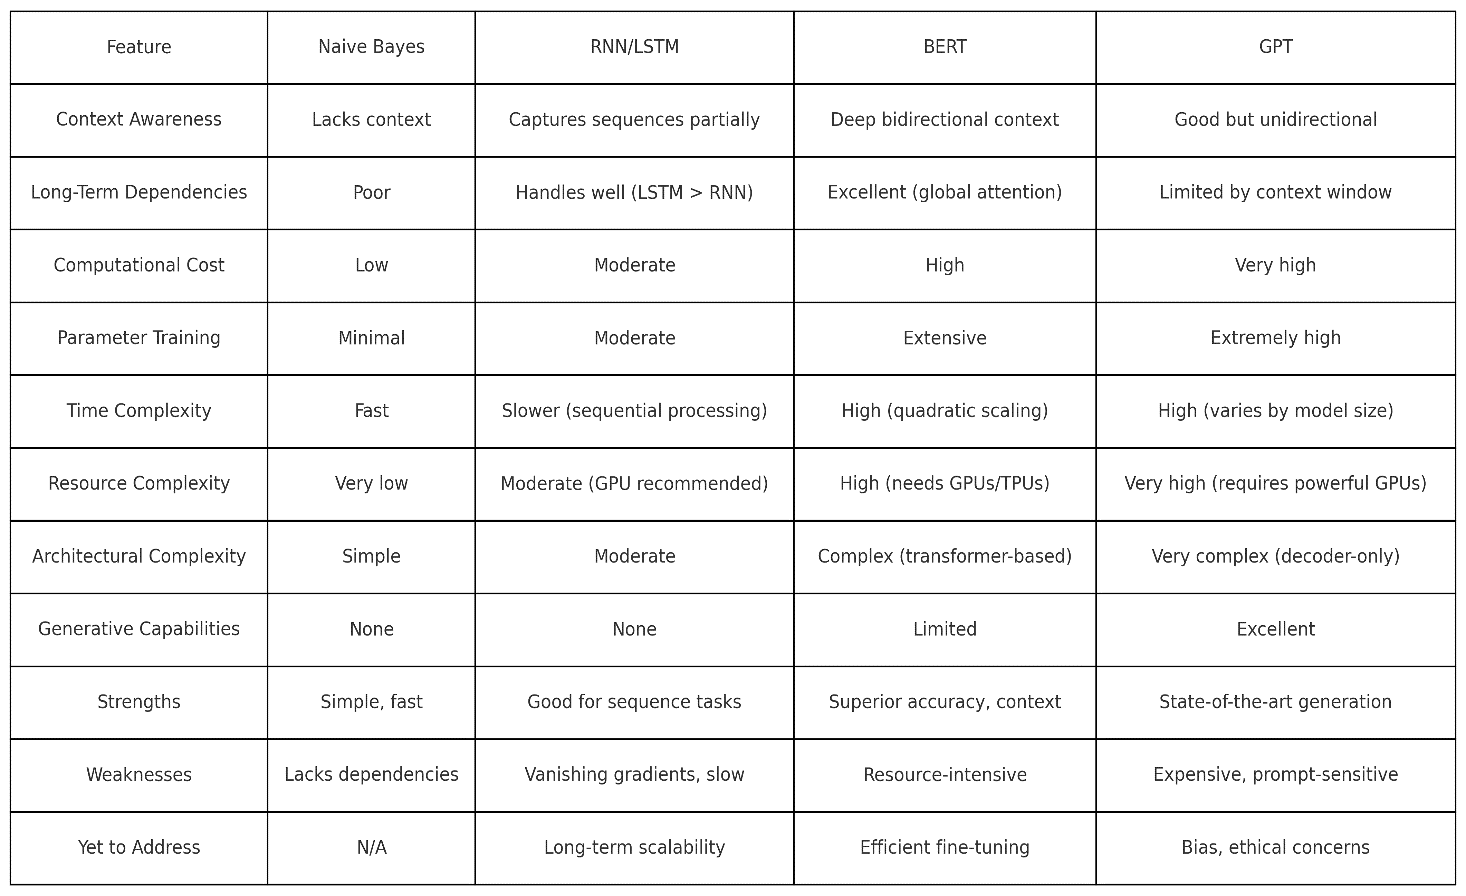 Feature Naive Bayes RNN/LSTM BERT GPT
Context Awareness Lacks context Captures sequences partially Deep bidirectional context Good but unidirectional
Long-Term Dependencies Poor Handles well (LSTM > RNN) Excellent (global attention) Limited by context window
Computational Cost Low Moderate High Very high
Parameter Training Minimal Moderate Extensive Extremely high
Time Complexity Fast Slower (sequential processing) High (quadratic scaling) High (varies by model size)
Resource Complexity Very low Moderate (GPU recommended) High (needs GPUs/TPUs) Very high (requires powerful GPUs)
Architectural Complexity Simple Moderate Complex (transformer-based) Very complex (decoder-only)
Generative Capabilities None None Limited Excellent
Strengths Simple, fast Good for sequence tasks Superior accuracy, context State-of-the-art generation
Weaknesses Lacks dependencies Vanishing gradients, slow Resource-intensive Expensive, prompt-sensitive
Yet to Address N/A Long-term scalability Efficient fine-tuning Bias, ethical concerns